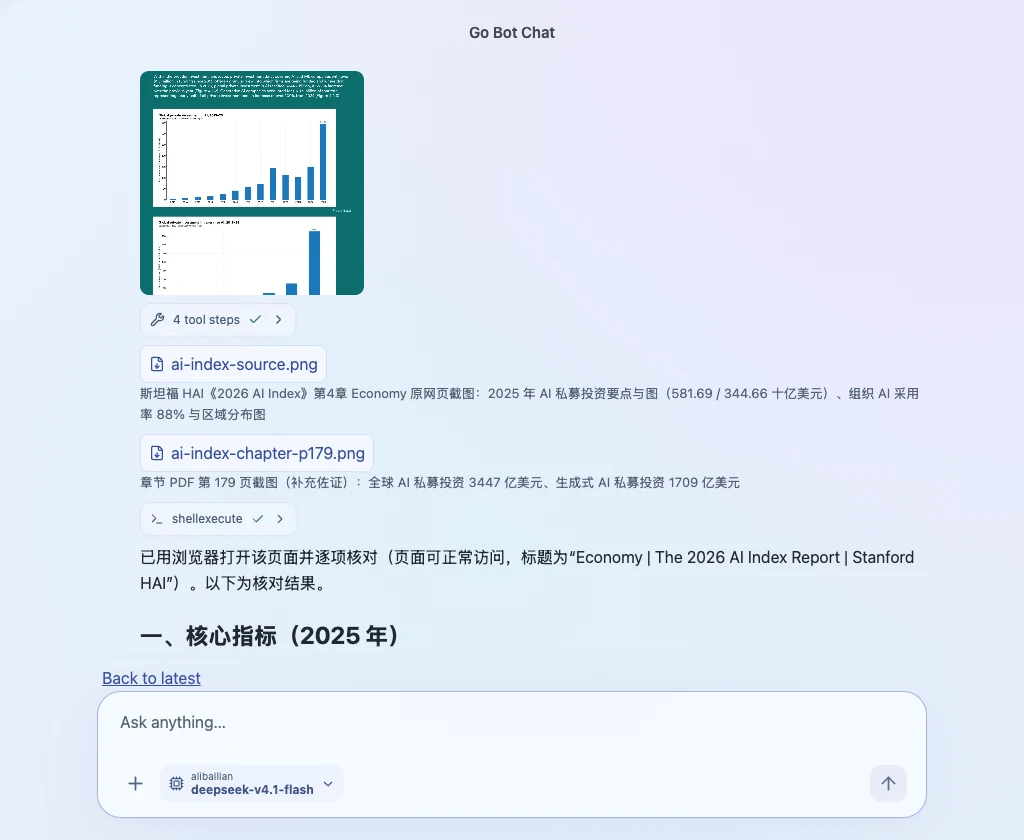 Go Bot Chat
4 tool steps
ai-index-source.png
斯坦福 HAI《2026 AI Index》第4章 Economy 原网页截图：2025 年 AI 私募投资要点与图（581.69 / 344.66 十亿美元）、组织 AI 采用
率 88% 与区域分布图
ai-index-chapter-p179.png
章节 PDF 第 179 页截图（补充佐证）：全球 AI 私募投资 3447 亿美元、生成式 AI 私募投资 1709 亿美元
shellexecute
已用浏览器打开该页面并逐项核对（页面可正常访问，标题为“Economy | The 2026 AI Index Report | Stanford
HAI”）。以下为核对结果。
一、核心指标（2025 年）
Back to latest
Ask anything...
alibailian
deepseek-v4.1-flash